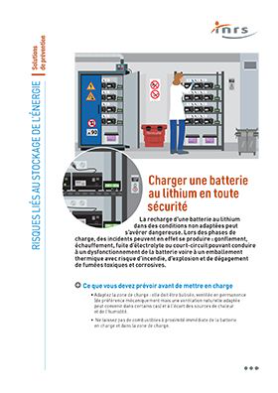 inrs
RISQUES LIÉS AU STOCKAGE DE L'ÉNERGIE
Solutions
de prévention
Charger une batterie
au lithium en toute
sécurité
La recharge d'une batterie au lithium
dans des conditions non adaptées peut
s'avérer dangereuse. Lors des phases de
charge, des incidents peuvent en effet se produire : gonflement,
échauffement, fuite d'électrolyte ou court-circuit pouvant conduire
à un dysfonctionnement de la batterie voire à un emballement
thermique avec risque d'incendie, d'explosion et de dégagement
de fumées toxiques et corrosives.
Ce que vous devez prévoir avant de mettre en charge
• Adaptez la zone de charge : elle doit être balisée, ventilée en permanence
(de préférence mécaniquement mais une ventilation naturelle adaptée
peut convenir dans certains cas) et à l'écart des sources de chaleur
et de l'humidité.
• Ne laissez pas de combustibles à proximité immédiate de la batterie
en charge et dans la zone de charge.